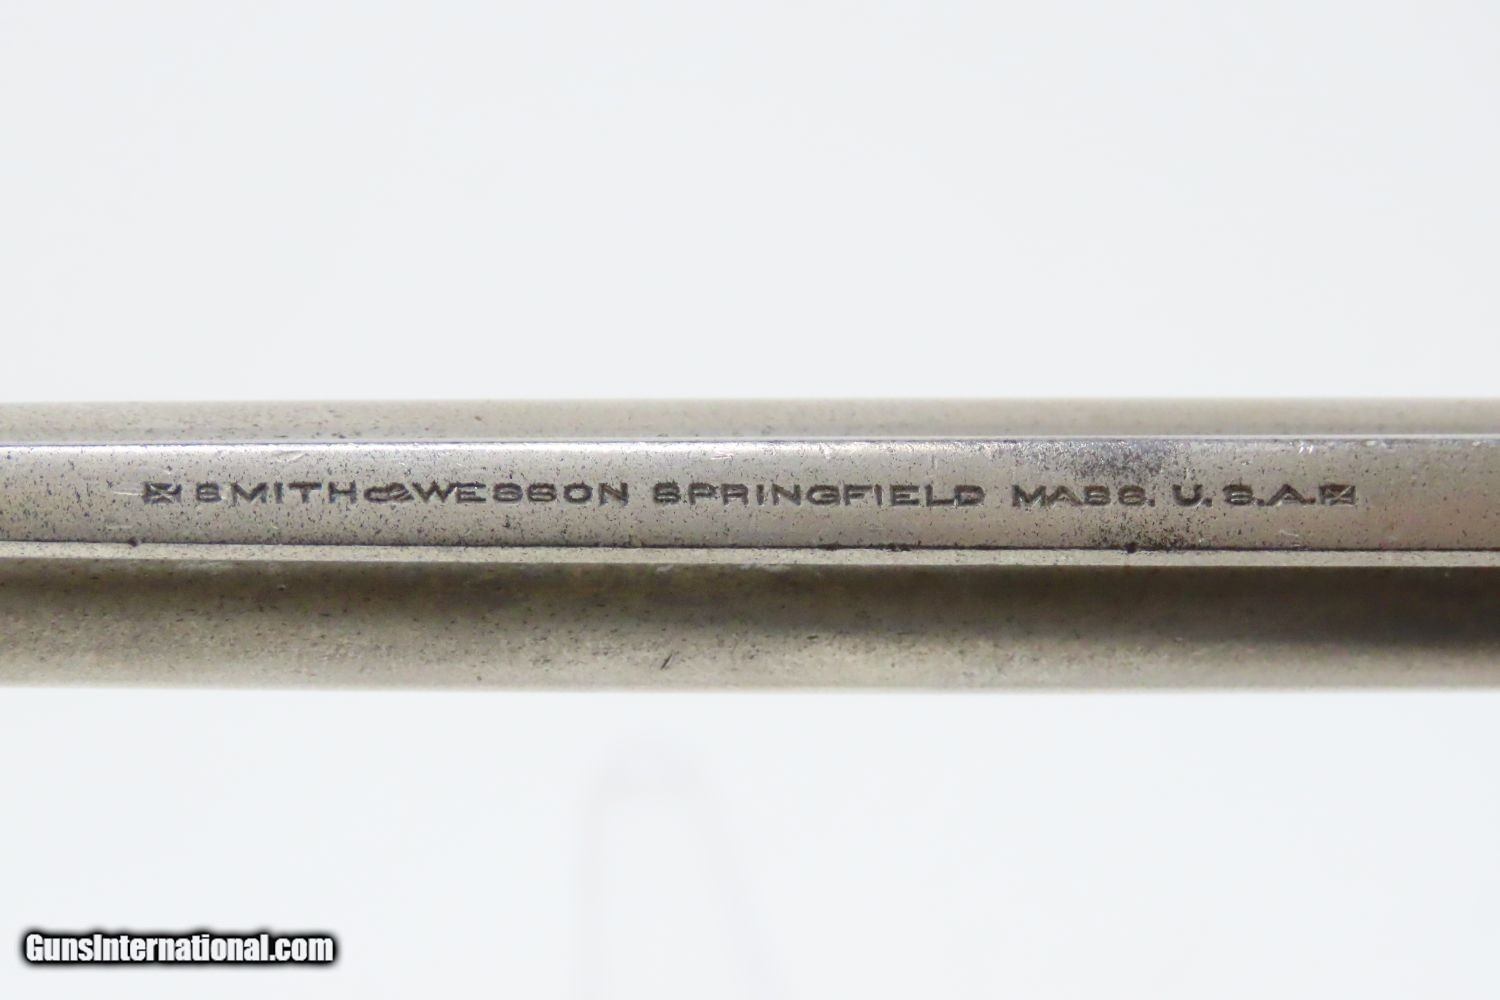 SMITH & WESSON SPRINGFIELD MASS. U.S.A.
GunsInternational.com